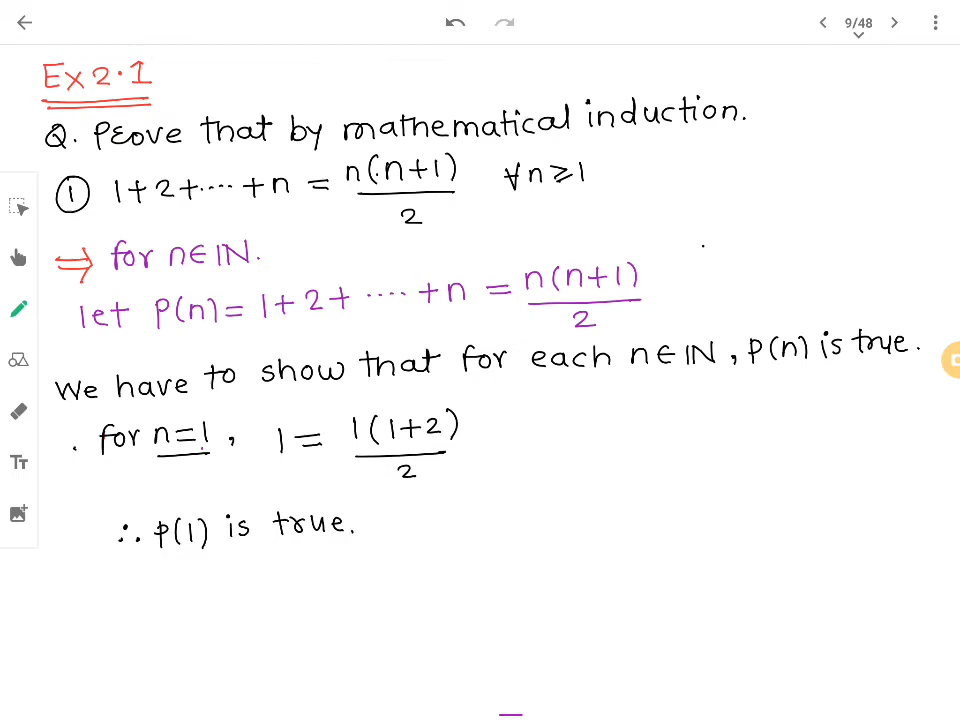 9/48
Ex 2.1
Q. Prove that by mathematical induction.
① 1+2+....+n = n(n+1)/2 ∀n≥1
⇒ for n∈IN.
let P(n)= 1+2+ ....+n = n(n+1)/2
We have to show that for each n∈IN, P(n) is true.
. for n=1, 1 = 1(1+2)/2
∴ P(1) is true.
Tт